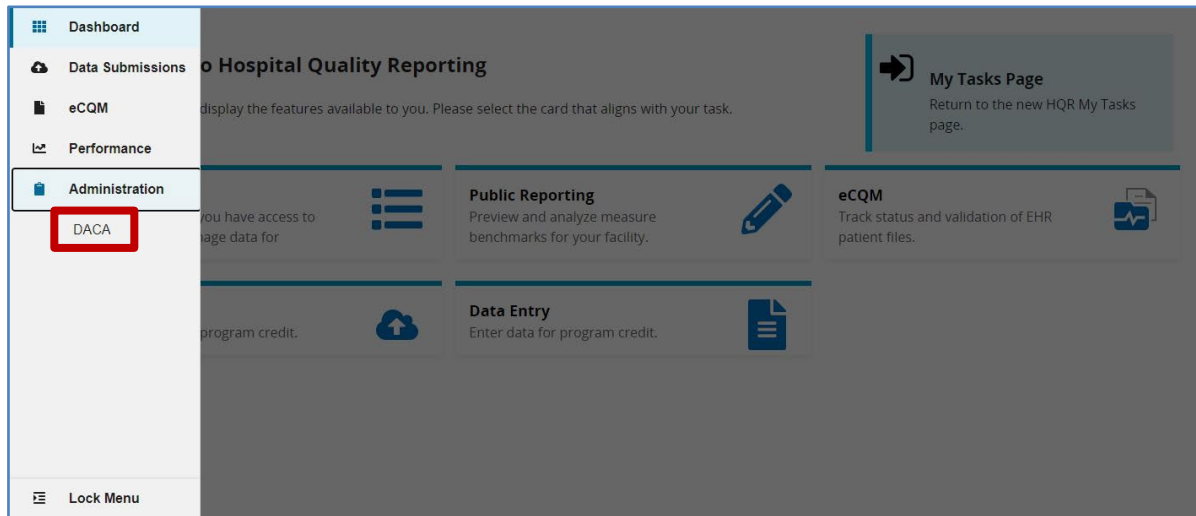 Dashboard
Data Submissions
eCQM
Performance
Administration
DACA
Lock Menu
o Hospital Quality Reporting
display the features available to you. Please select the card that aligns with your task.
My Tasks Page
Return to the new HQR My Tasks
page.
you have access to
nage data for
Public Reporting
Preview and analyze measure
benchmarks for your facility.
eCQM
Track status and validation of EHR
patient files.
program credit.
Data Entry
Enter data for program credit.